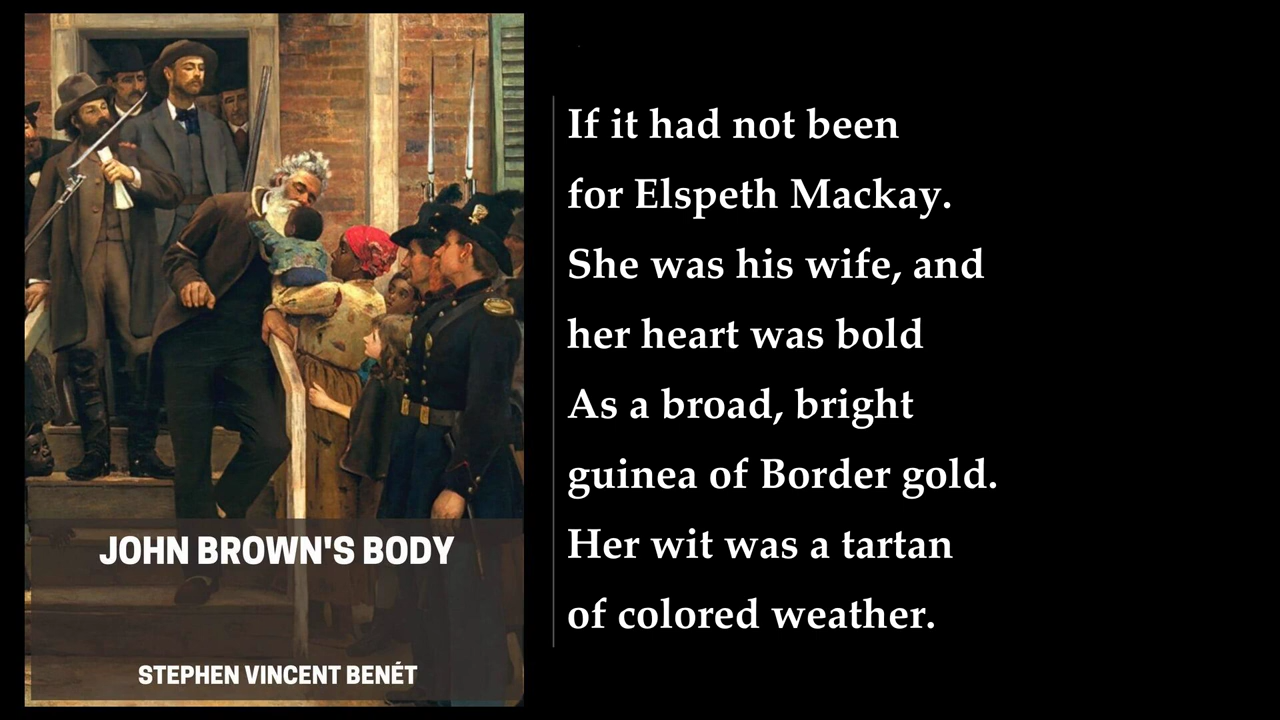 JOHN BROWN'S BODY
STEPHEN VINCENT BENÉT
If it had not been
for Elspeth Mackay.
She was his wife, and
her heart was bold
As a broad, bright
guinea of Border gold.
Her wit was a tartan
of colored weather.